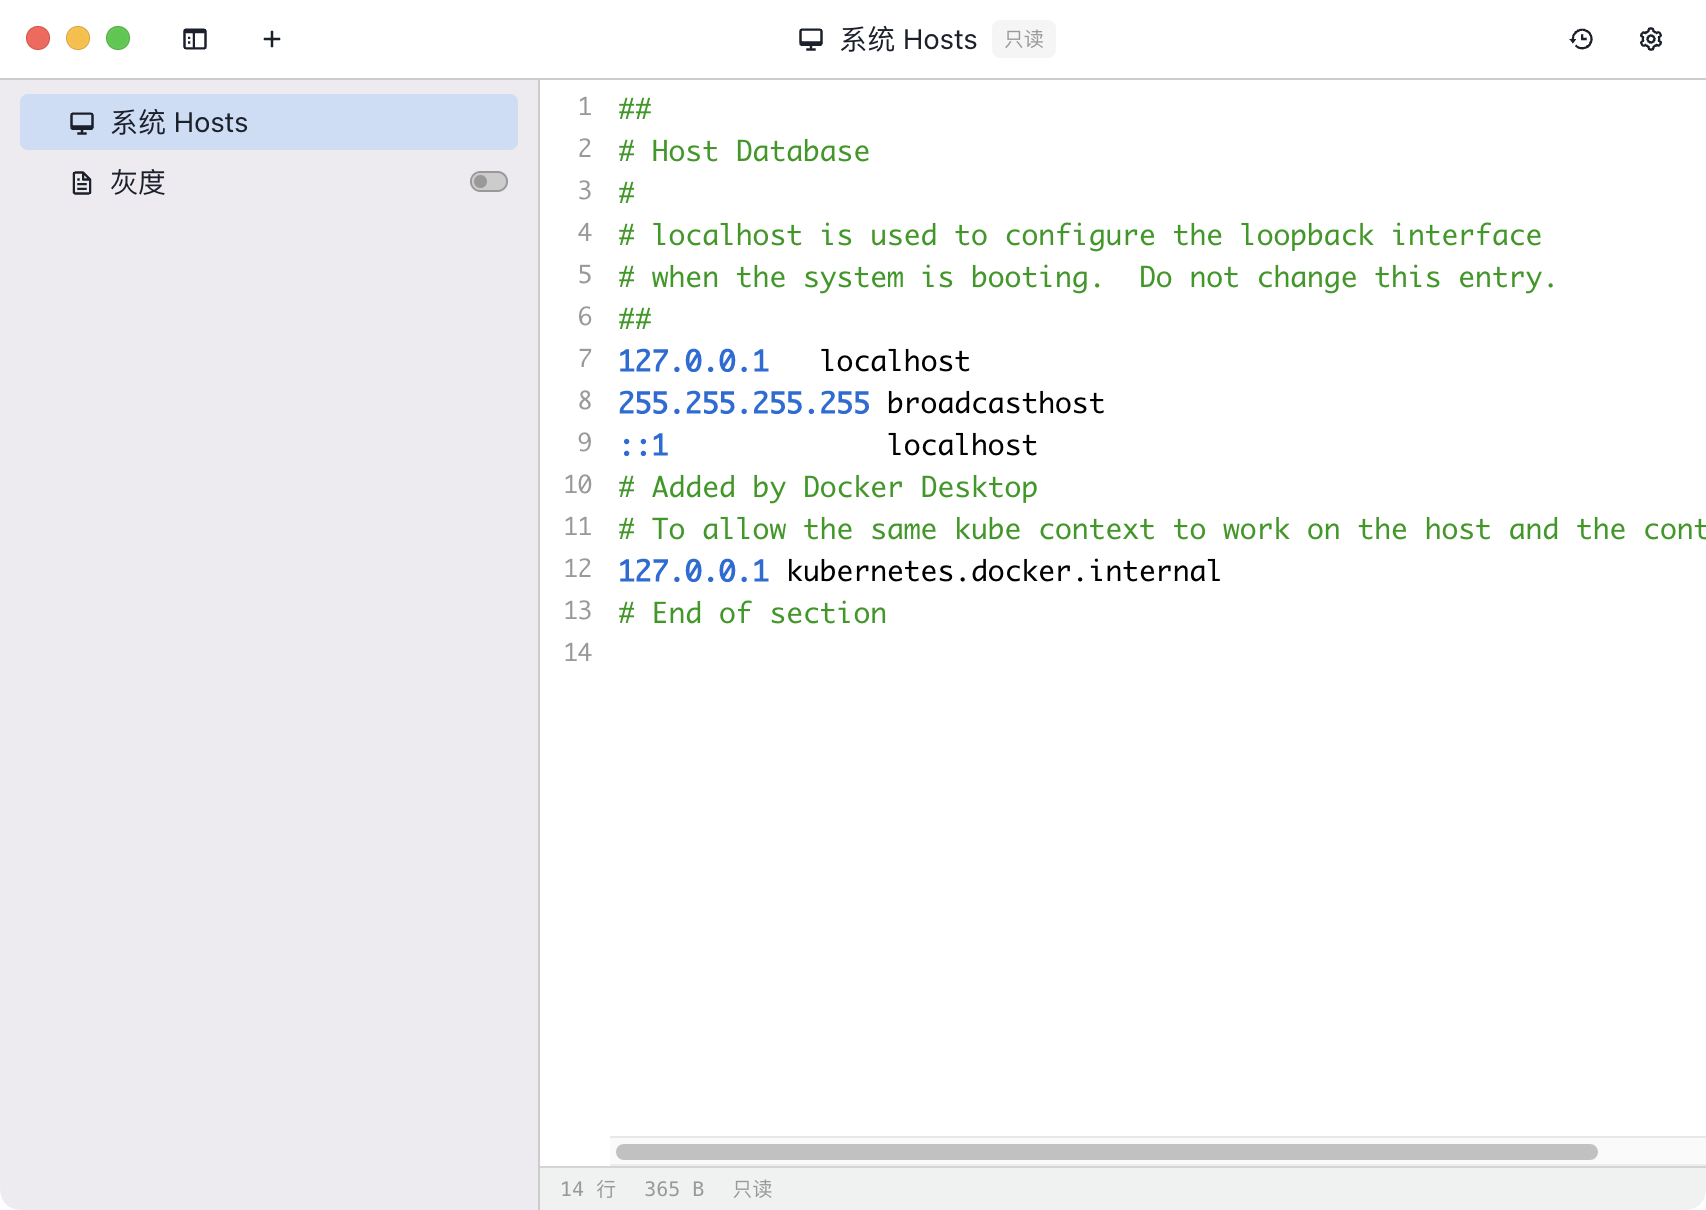 系统 Hosts 只读
系统 Hosts
灰度
1 ##
2 # Host Database
3 #
4 # localhost is used to configure the loopback interface
5 # when the system is booting.  Do not change this entry.
6 ##
7 127.0.0.1   localhost
8 255.255.255.255 broadcasthost
9 ::1             localhost
10 # Added by Docker Desktop
11 # To allow the same kube context to work on the host and the cont
12 127.0.0.1 kubernetes.docker.internal
13 # End of section
14
14 行 365 B 只读